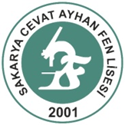 SAKARYA CEVAT AYHAN FEN LİSESİ
2001